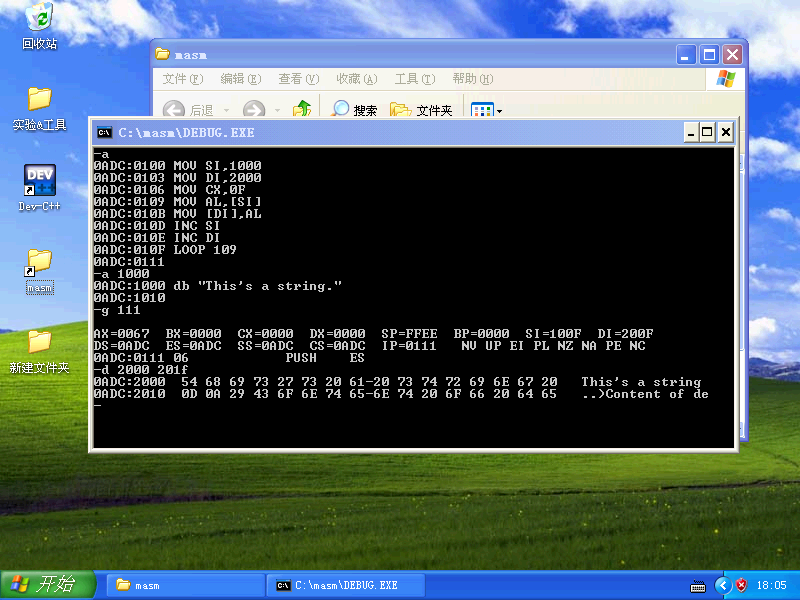 回收站
实验&工具
DEV
Dev-C++
masm
新建文件夹
masm
文件(F) 编辑(E) 查看(V) 收藏(A) 工具(T) 帮助(H)
后退 搜索 文件夹
C:\masm\DEBUG.EXE
-a
0ADC:0100 MOV SI,1000
0ADC:0103 MOV DI,2000
0ADC:0106 MOV CX,0F
0ADC:0109 MOV AL,[SI]
0ADC:010B MOV [DI],AL
0ADC:010D INC SI
0ADC:010E INC DI
0ADC:010F LOOP 109
0ADC:0111
-a 1000
0ADC:1000 db "This's a string."
0ADC:1010
-g 111
AX=0067  BX=0000  CX=0000  DX=0000  SP=FFEE  BP=0000  SI=100F  DI=200F
DS=0ADC  ES=0ADC  SS=0ADC  CS=0ADC  IP=0111   NV UP EI PL NZ NA PE NC
0ADC:0111 06            PUSH    ES
-d 2000 201f
0ADC:2000  54 68 69 73 27 73 20 61-20 73 74 72 69 6E 67 20   This's a string
0ADC:2010  0D 0A 29 43 6F 6E 74 65-6E 74 20 6F 66 20 64 65   ..)Content of de
-
开始 masm C:\masm\DEBUG.EXE 18:05